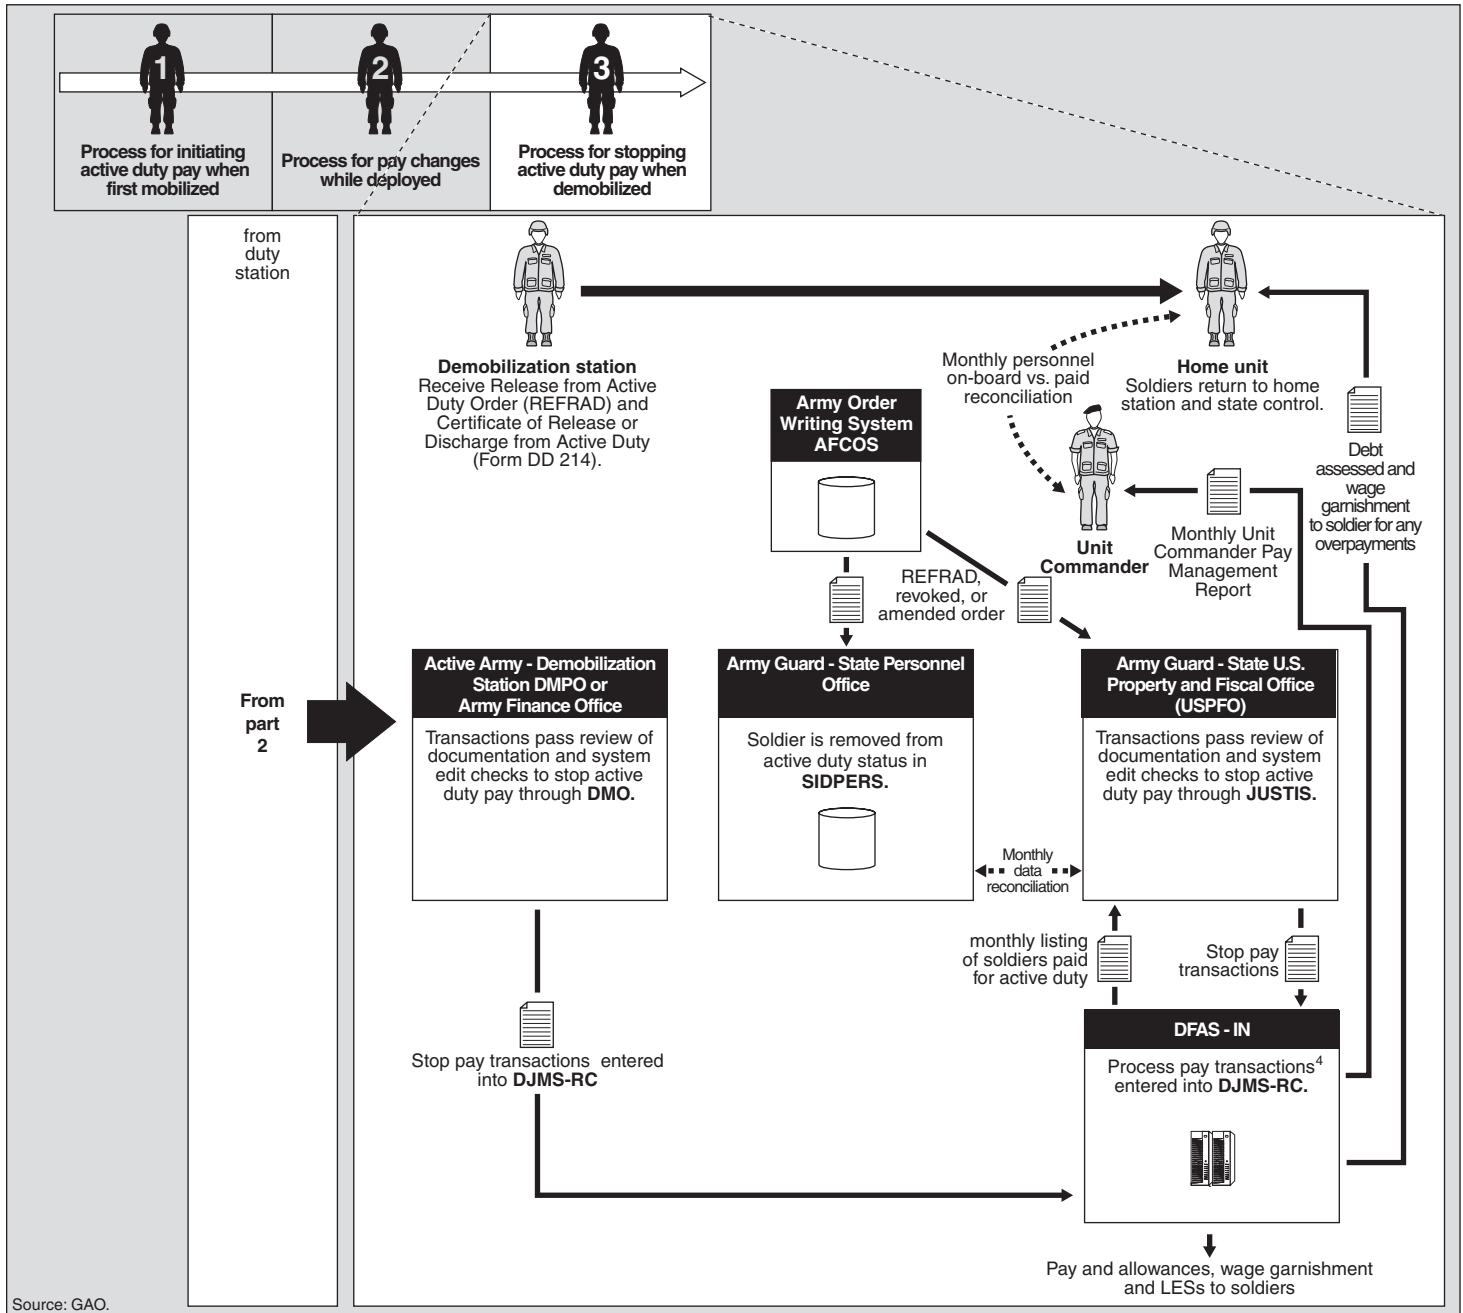 1
2
3
Process for initiating
active duty pay when
first mobilized
Process for pay changes
while deployed
Process for stopping
active duty pay when
demobilized
from
duty
station
Demobilization station
Receive Release from Active
Duty Order (REFRAD) and
Certificate of Release or
Discharge from Active Duty
(Form DD 214).
Monthly personnel
on-board vs. paid
reconciliation
Home unit
Soldiers return to home
station and state control.
Army Order
Writing System
AFCOS
Unit
Commander
Monthly Unit
Commander Pay
Management
Report
Debt
assessed and
wage
garnishment
to soldier for any
overpayments
REFRAD,
revoked, or
amended order
From
part
2
Active Army - Demobilization
Station DMPO or
Army Finance Office
Transactions pass review of
documentation and system
edit checks to stop active
duty pay through DMO.
Army Guard - State Personnel
Office
Soldier is removed from
active duty status in
SIDPERS.
Army Guard - State U.S.
Property and Fiscal Office
(USPFO)
Transactions pass review of
documentation and system
edit checks to stop active
duty pay through JUSTIS.
Monthly
data
reconciliation
monthly listing
of soldiers paid
for active duty
Stop pay
transactions
Stop pay transactions entered
into DJMS-RC
DFAS - IN
Process pay transactions4
entered into DJMS-RC.
Pay and allowances, wage garnishment
and LESs to soldiers
Source: GAO.